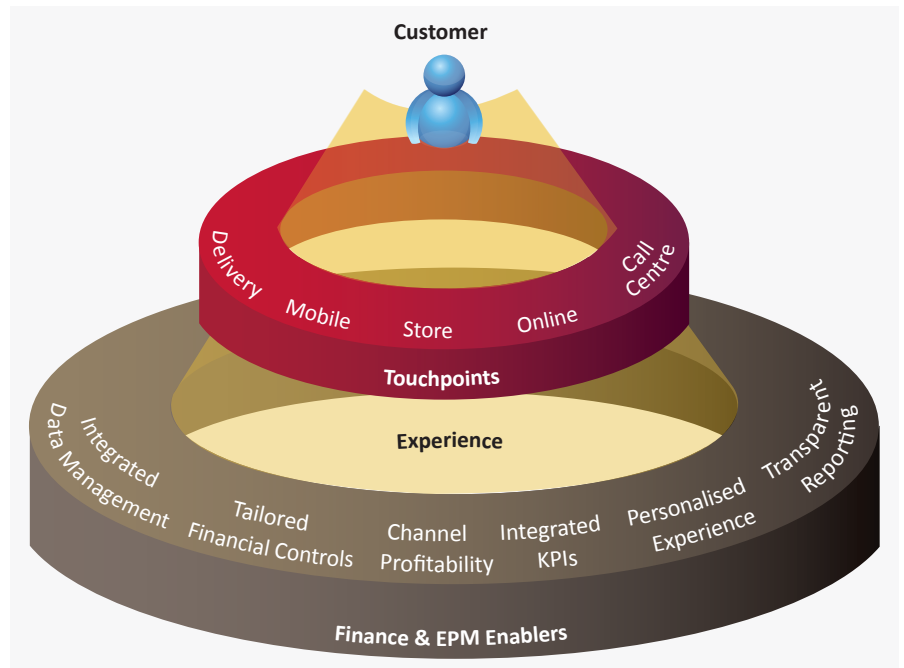 Customer
Delivery
Mobile
Store
Online
Call
Centre
Touchpoints
Experience
Integrated
Data Management
Tailored
Financial Controls
Channel
Profitability
Integrated
KPIs
Personalised
Experience
Transparent
Reporting
Finance & EPM Enablers